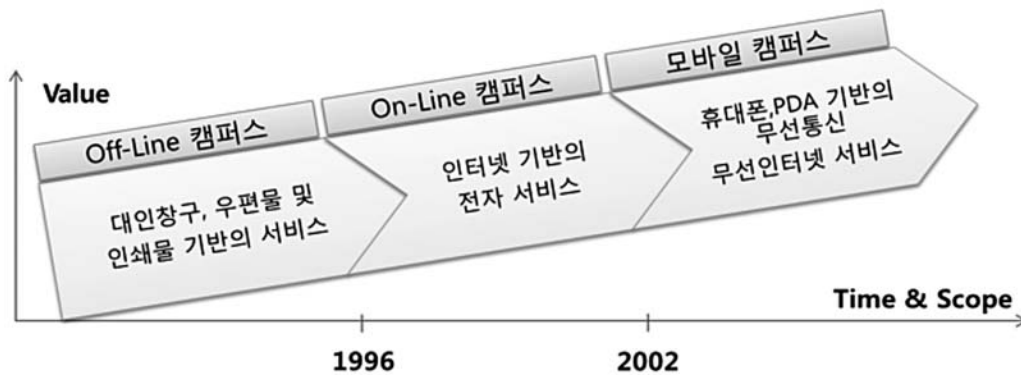 Value
Off-Line 캠퍼스
On-Line 캠퍼스
모바일 캠퍼스
대인창구, 우편물 및
인쇄물 기반의 서비스
인터넷 기반의
전자 서비스
휴대폰,PDA 기반의
무선통신
무선인터넷 서비스
Time & Scope
1996
2002